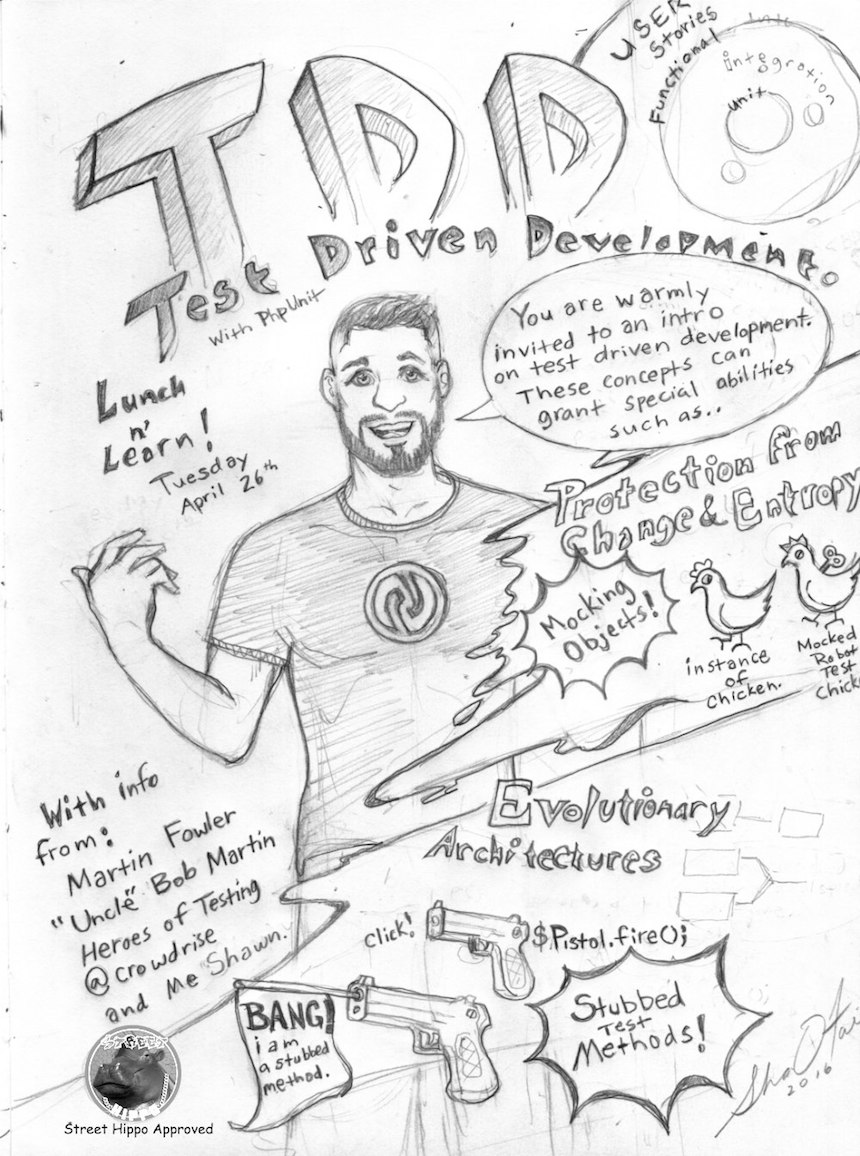 TDD
USER
Stories
Functional
integration
unit
Test Driven Development.
With PhpUnit
You are warmly
invited to an intro
on test driven development.
These concepts can
grant special abilities
such as..
Lunch
n'
Learn!
Tuesday
April 26th
Protection from
Change & Entropy
Mocking
Objects!
instance
of
Chicken.
Mocked
Robot
Test
With info
from:
Martin Fowler
"Uncle" Bob Martin
Heroes of Testing
@ Crowdrise
and Me Shawn.
Evolutionary
Architectures
click!
$Pistol.fire();
BANG!
i am
a stubbed
method.
Stubbed
Test
Methods!
2016
STREET
HIPPO
Street Hippo Approved